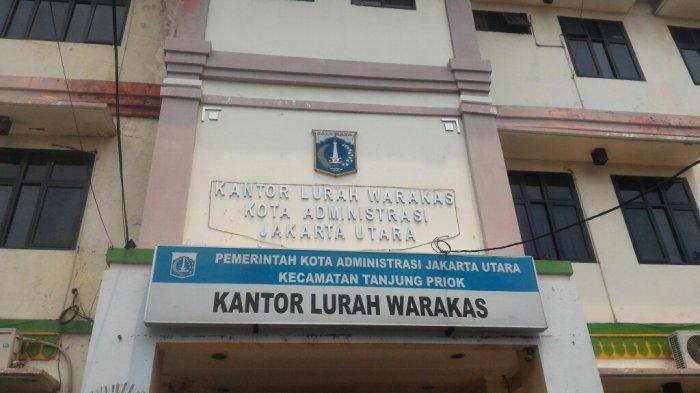 KANTOR LURAH WARAKAS
KOTA ADMINISTRASI
JAKARTA UTARA
PEMERINTAH KOTA ADMINISTRASI JAKARTA UTARA
KECAMATAN TANJUNG PRIOK
KANTOR LURAH WARAKAS